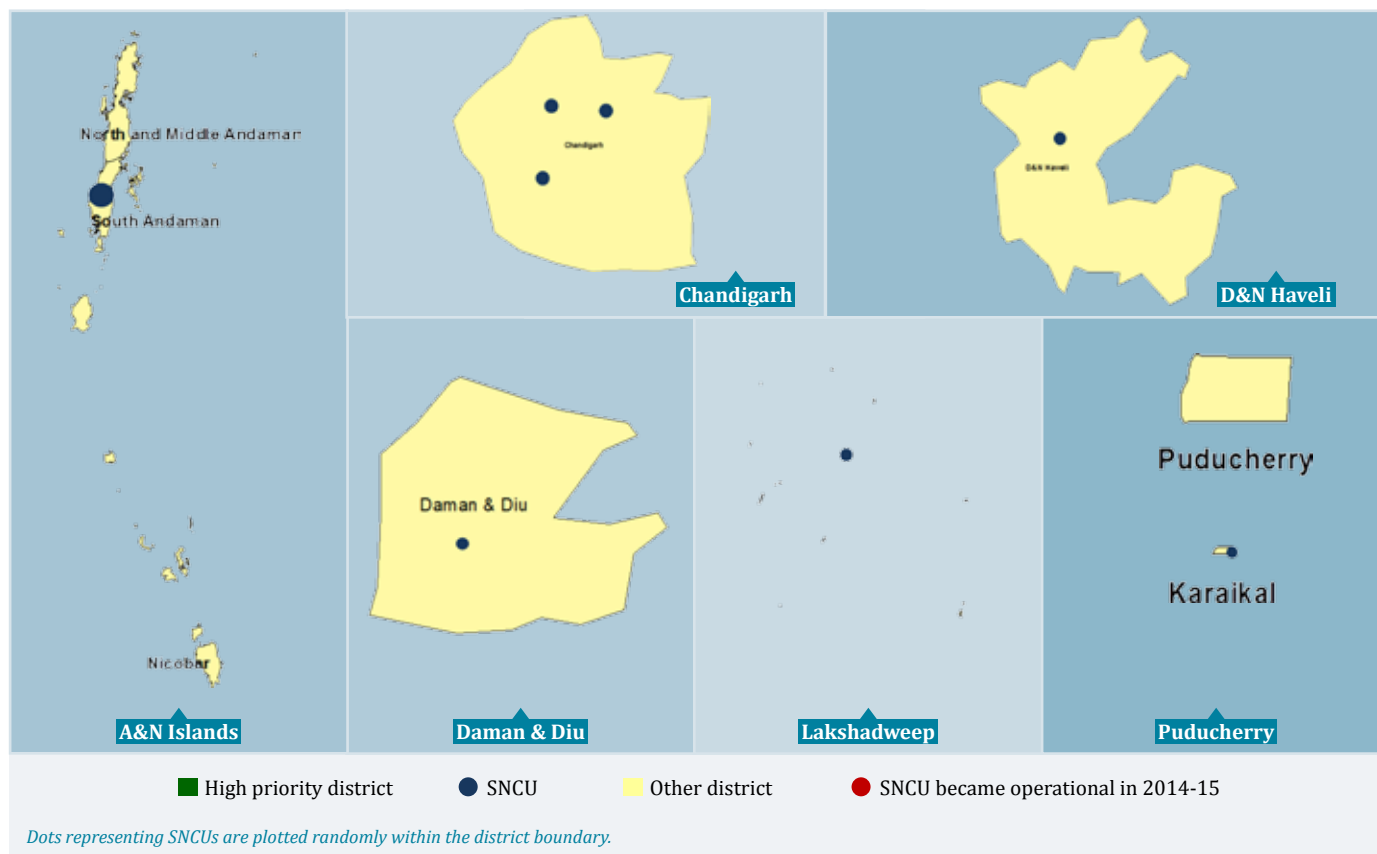 North and Middle Andaman
South Andaman
Nicobar
A&N Islands
Chandigarh
Chandigarh
D&N Haveli
D&N Haveli
Daman & Diu
Daman & Diu
Lakshadweep
Puducherry
Karaikal
Puducherry
High priority district
SNCU
Other district
SNCU became operational in 2014-15
Dots representing SNCUs are plotted randomly within the district boundary.